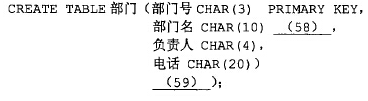 CREATE TABLE 部门 (部门号 CHAR(3) PRIMARY KEY,
部门名 CHAR(10) (58) ,
负责人 CHAR(4),
电话 CHAR(20))
(59) );